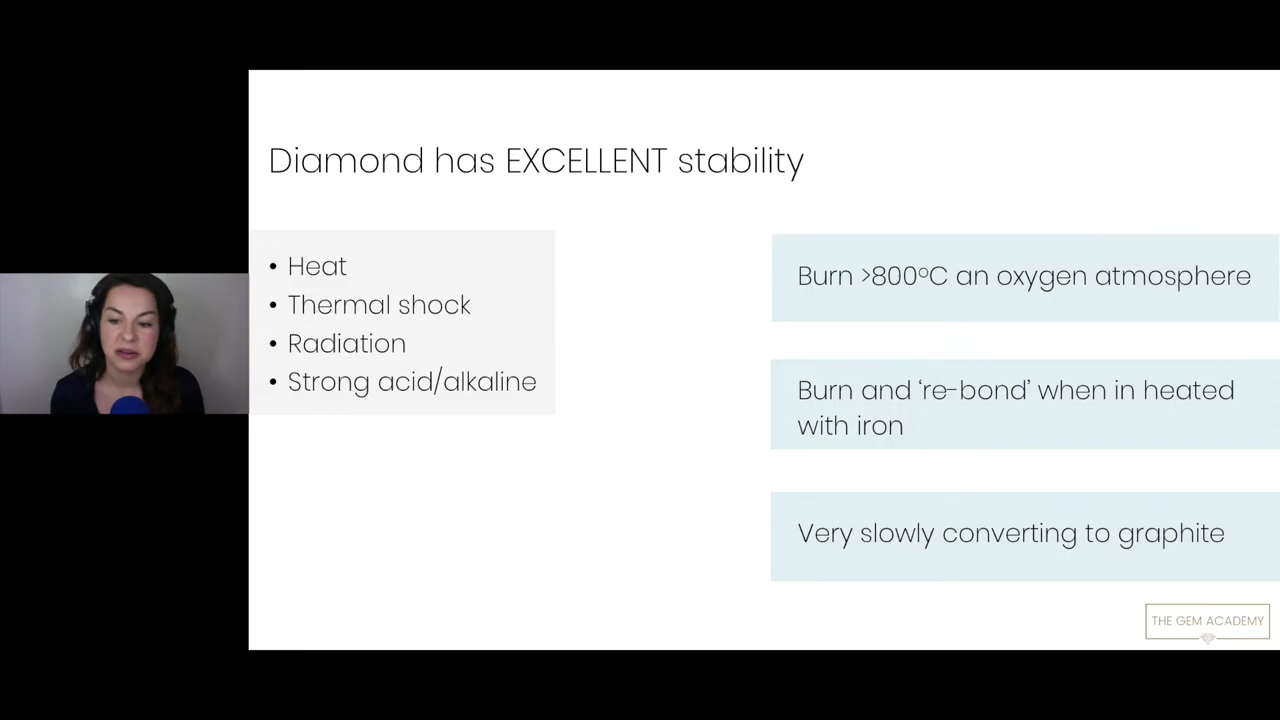 Diamond has EXCELLENT stability
• Heat
• Thermal shock
• Radiation
• Strong acid/alkaline
Burn >800°C an oxygen atmosphere
Burn and ‘re-bond’ when in heated
with iron
Very slowly converting to graphite
THE GEM ACADEMY